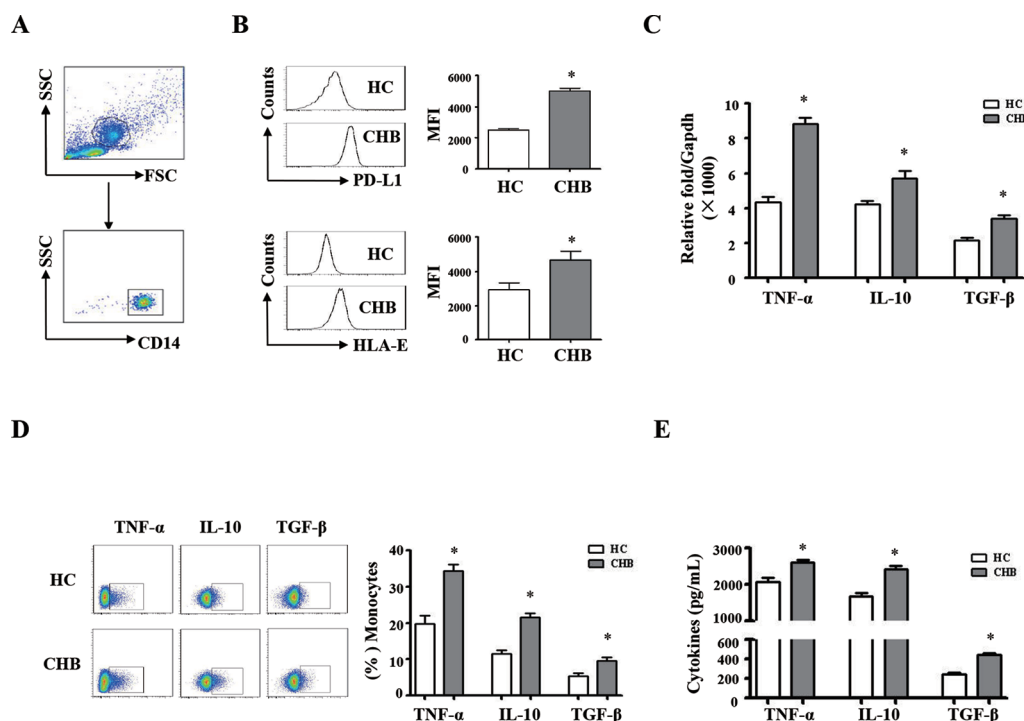 A
SSC
FSC
SSC
CD14
B
Counts
HC
CHB
PD-L1
MFI
6000
4000
2000
0
*
HC
CHB
Counts
HC
CHB
HLA-E
MFI
6000
4000
2000
0
*
HC
CHB
C
Relative fold/Gapdh
(×1000)
10
8
6
4
2
0
*
*
*
HC
CHB
TNF-α
IL-10
TGF-β
D
TNF-α
IL-10
TGF-β
HC
CHB
(% ) Monocytes
40
30
20
10
0
*
*
*
HC
CHB
TNF-α
IL-10
TGF-β
E
Cytokines (pg/mL)
3000
2000
1000
600
400
200
0
*
*
*
HC
CHB
TNF-α
IL-10
TGF-β